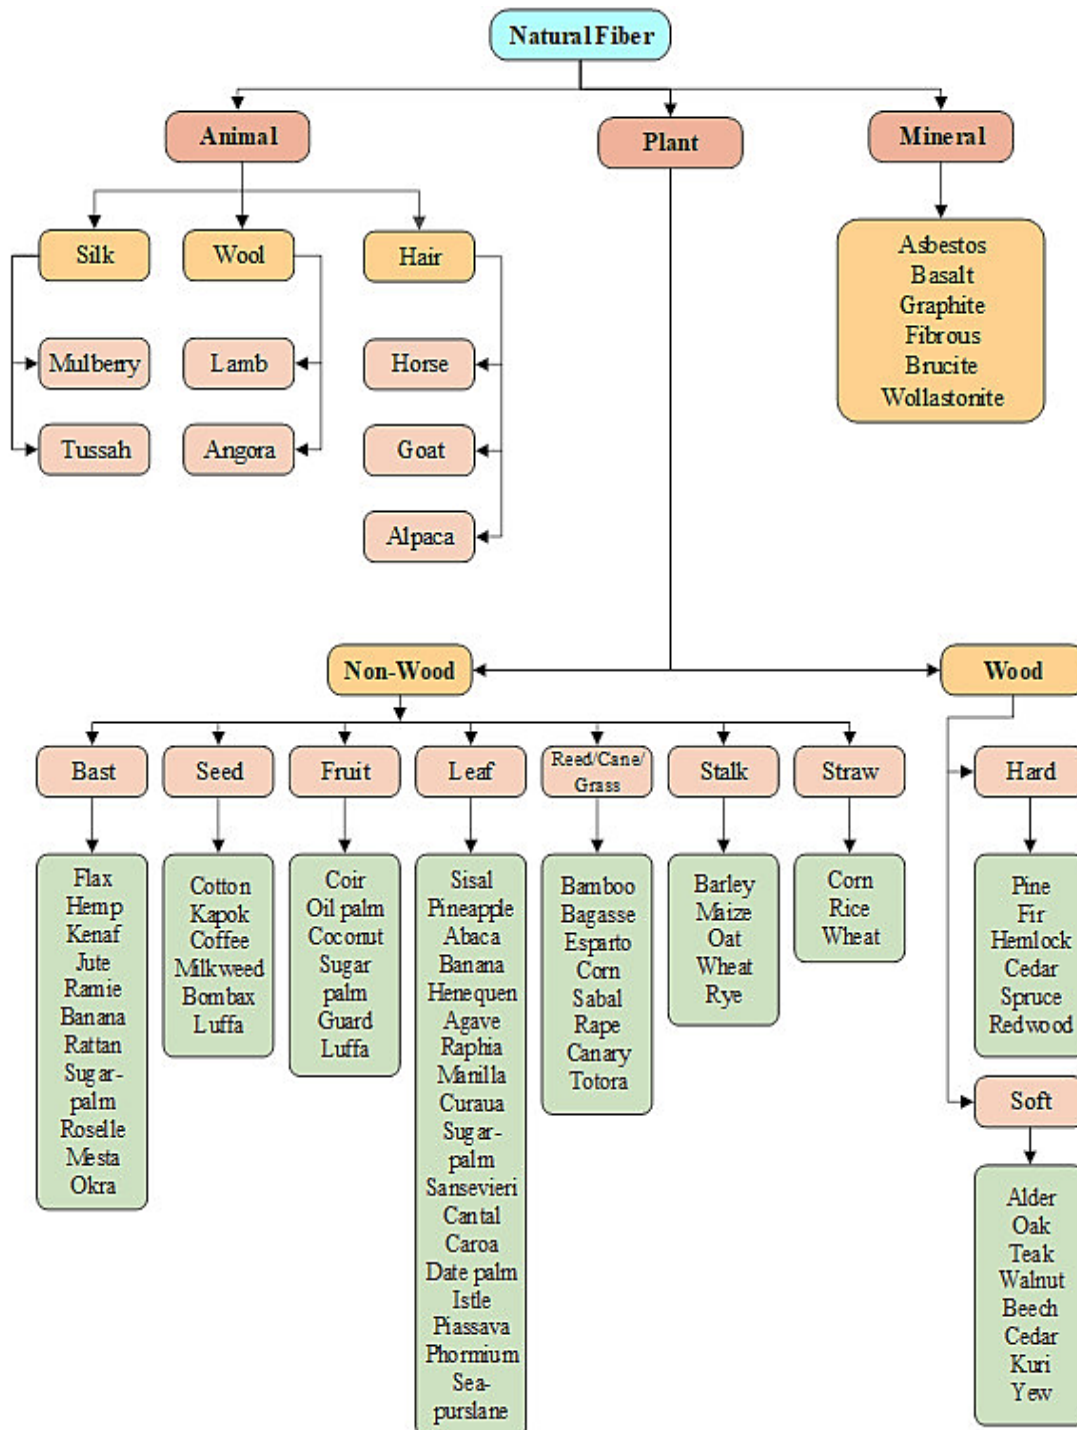 Natural Fiber
Animal
Plant
Mineral
Silk
Wool
Hair
Asbestos
Basalt
Graphite
Fibrous
Brucite
Wollastonite
Mulberry
Lamb
Horse
Tussah
Angora
Goat
Alpaca
Non-Wood
Wood
Bast
Seed
Fruit
Leaf
Reed/Cane/
Grass
Stalk
Straw
Hard
Flax
Hemp
Kenaf
Jute
Ramie
Banana
Rattan
Sugar-
palm
Roselle
Mesta
Okra
Cotton
Kapok
Coffee
Milkweed
Bombax
Luffa
Coir
Oil palm
Coconut
Sugar
palm
Guard
Luffa
Sisal
Pineapple
Abaca
Banana
Henequen
Agave
Raphia
Manilla
Curaua
Sugar-
palm
Sansevieri
Cantal
Caroa
Date palm
Istle
Piassava
Phormium
Sea-
purslane
Bamboo
Bagasse
Esparto
Corn
Sabal
Rape
Canary
Totora
Barley
Maize
Oat
Wheat
Rye
Corn
Rice
Wheat
Pine
Fir
Hemlock
Cedar
Spruce
Redwood
Soft
Alder
Oak
Teak
Walnut
Beech
Cedar
Kuri
Yew